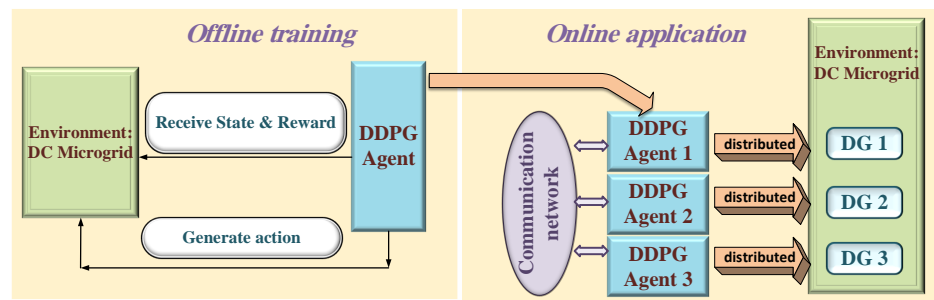 Offline training
Environment:
DC Microgrid
Receive State & Reward
DDPG
Agent
Generate action
Online application
Communication
network
DDPG
Agent 1
DDPG
Agent 2
DDPG
Agent 3
distributed
distributed
distributed
Environment:
DC Microgrid
DG 1
DG 2
DG 3